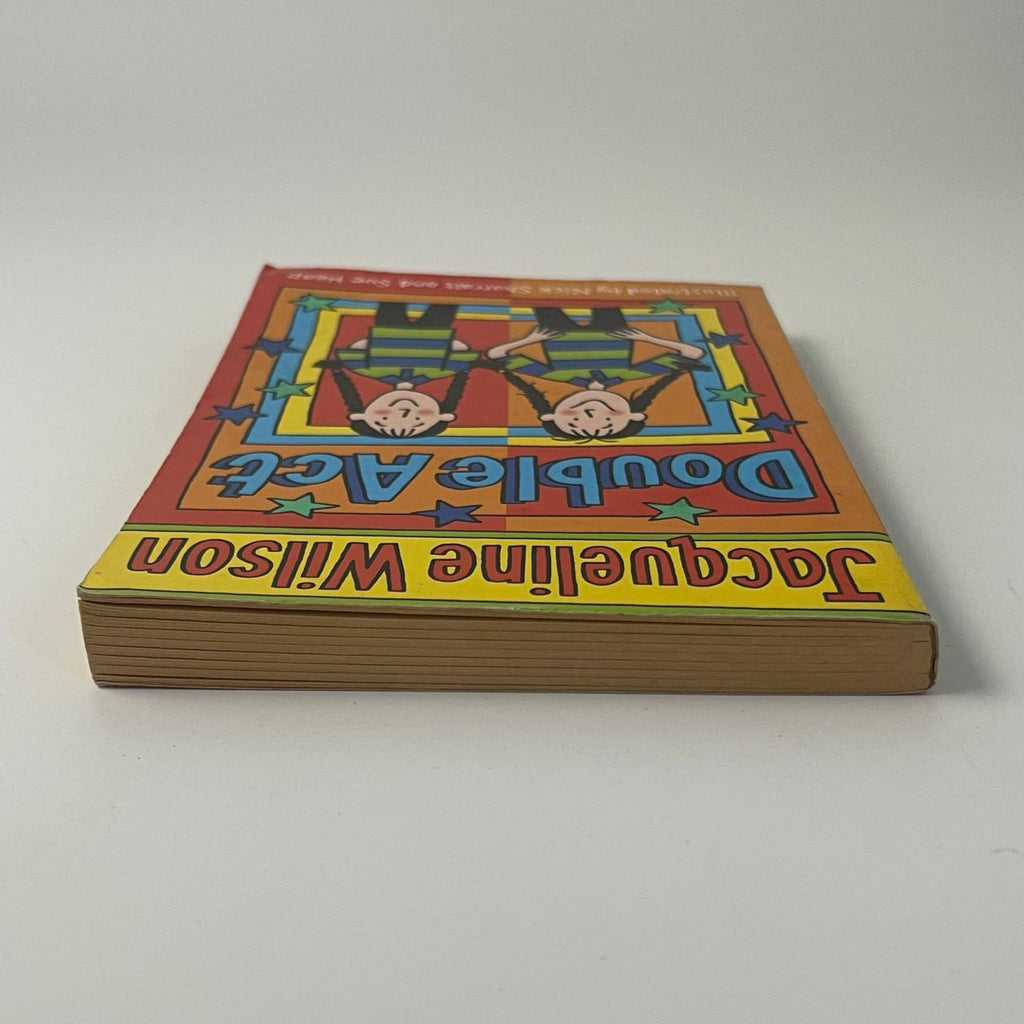 Jacqueline Wilson
Double Act
Illustrated by Nick Sharratt and Sue Heap